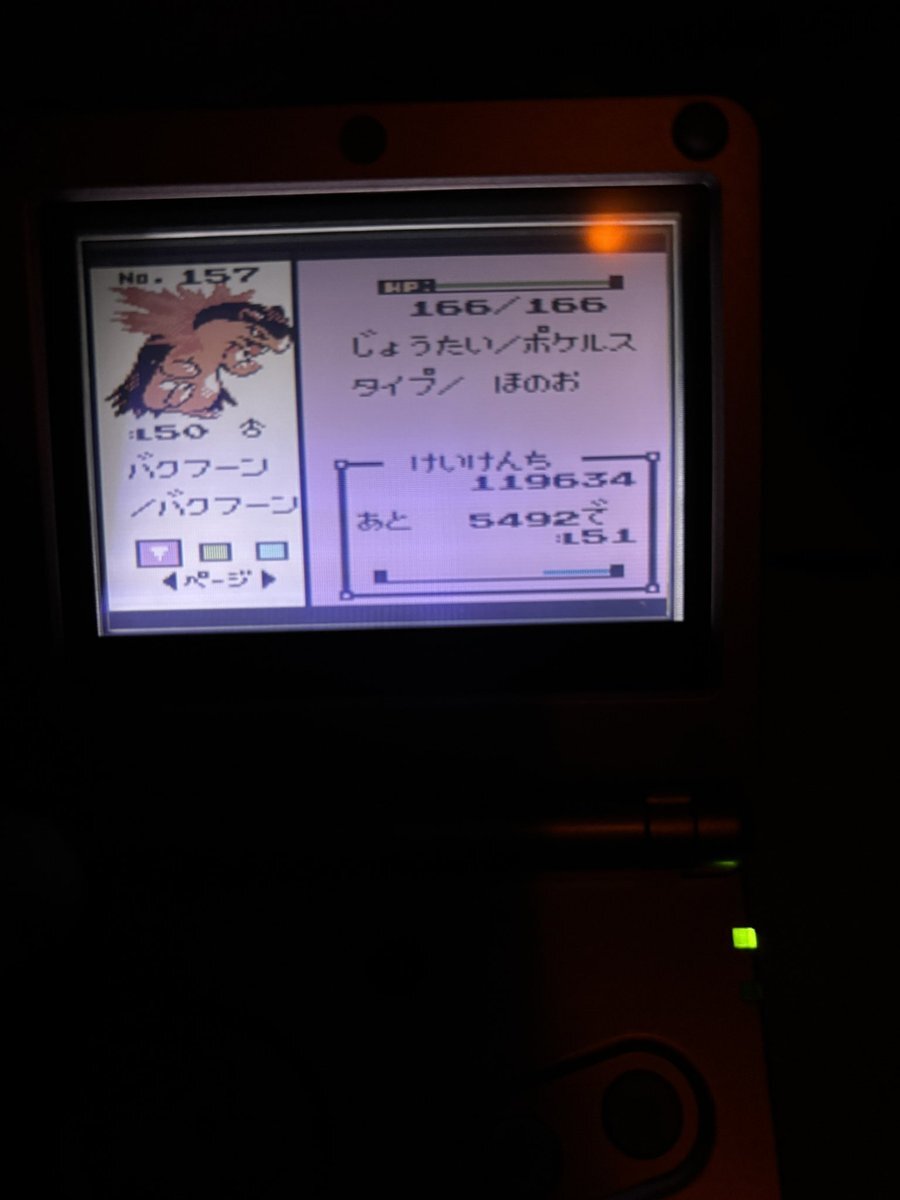 No. 157
:L50 ♂
バクフーン
/バクフーン
◀ページ▶
HP:
166/166
じょうたい/ポケルス
タイプ/ ほのお
けいけんち
119634
あと 5492で
:L51